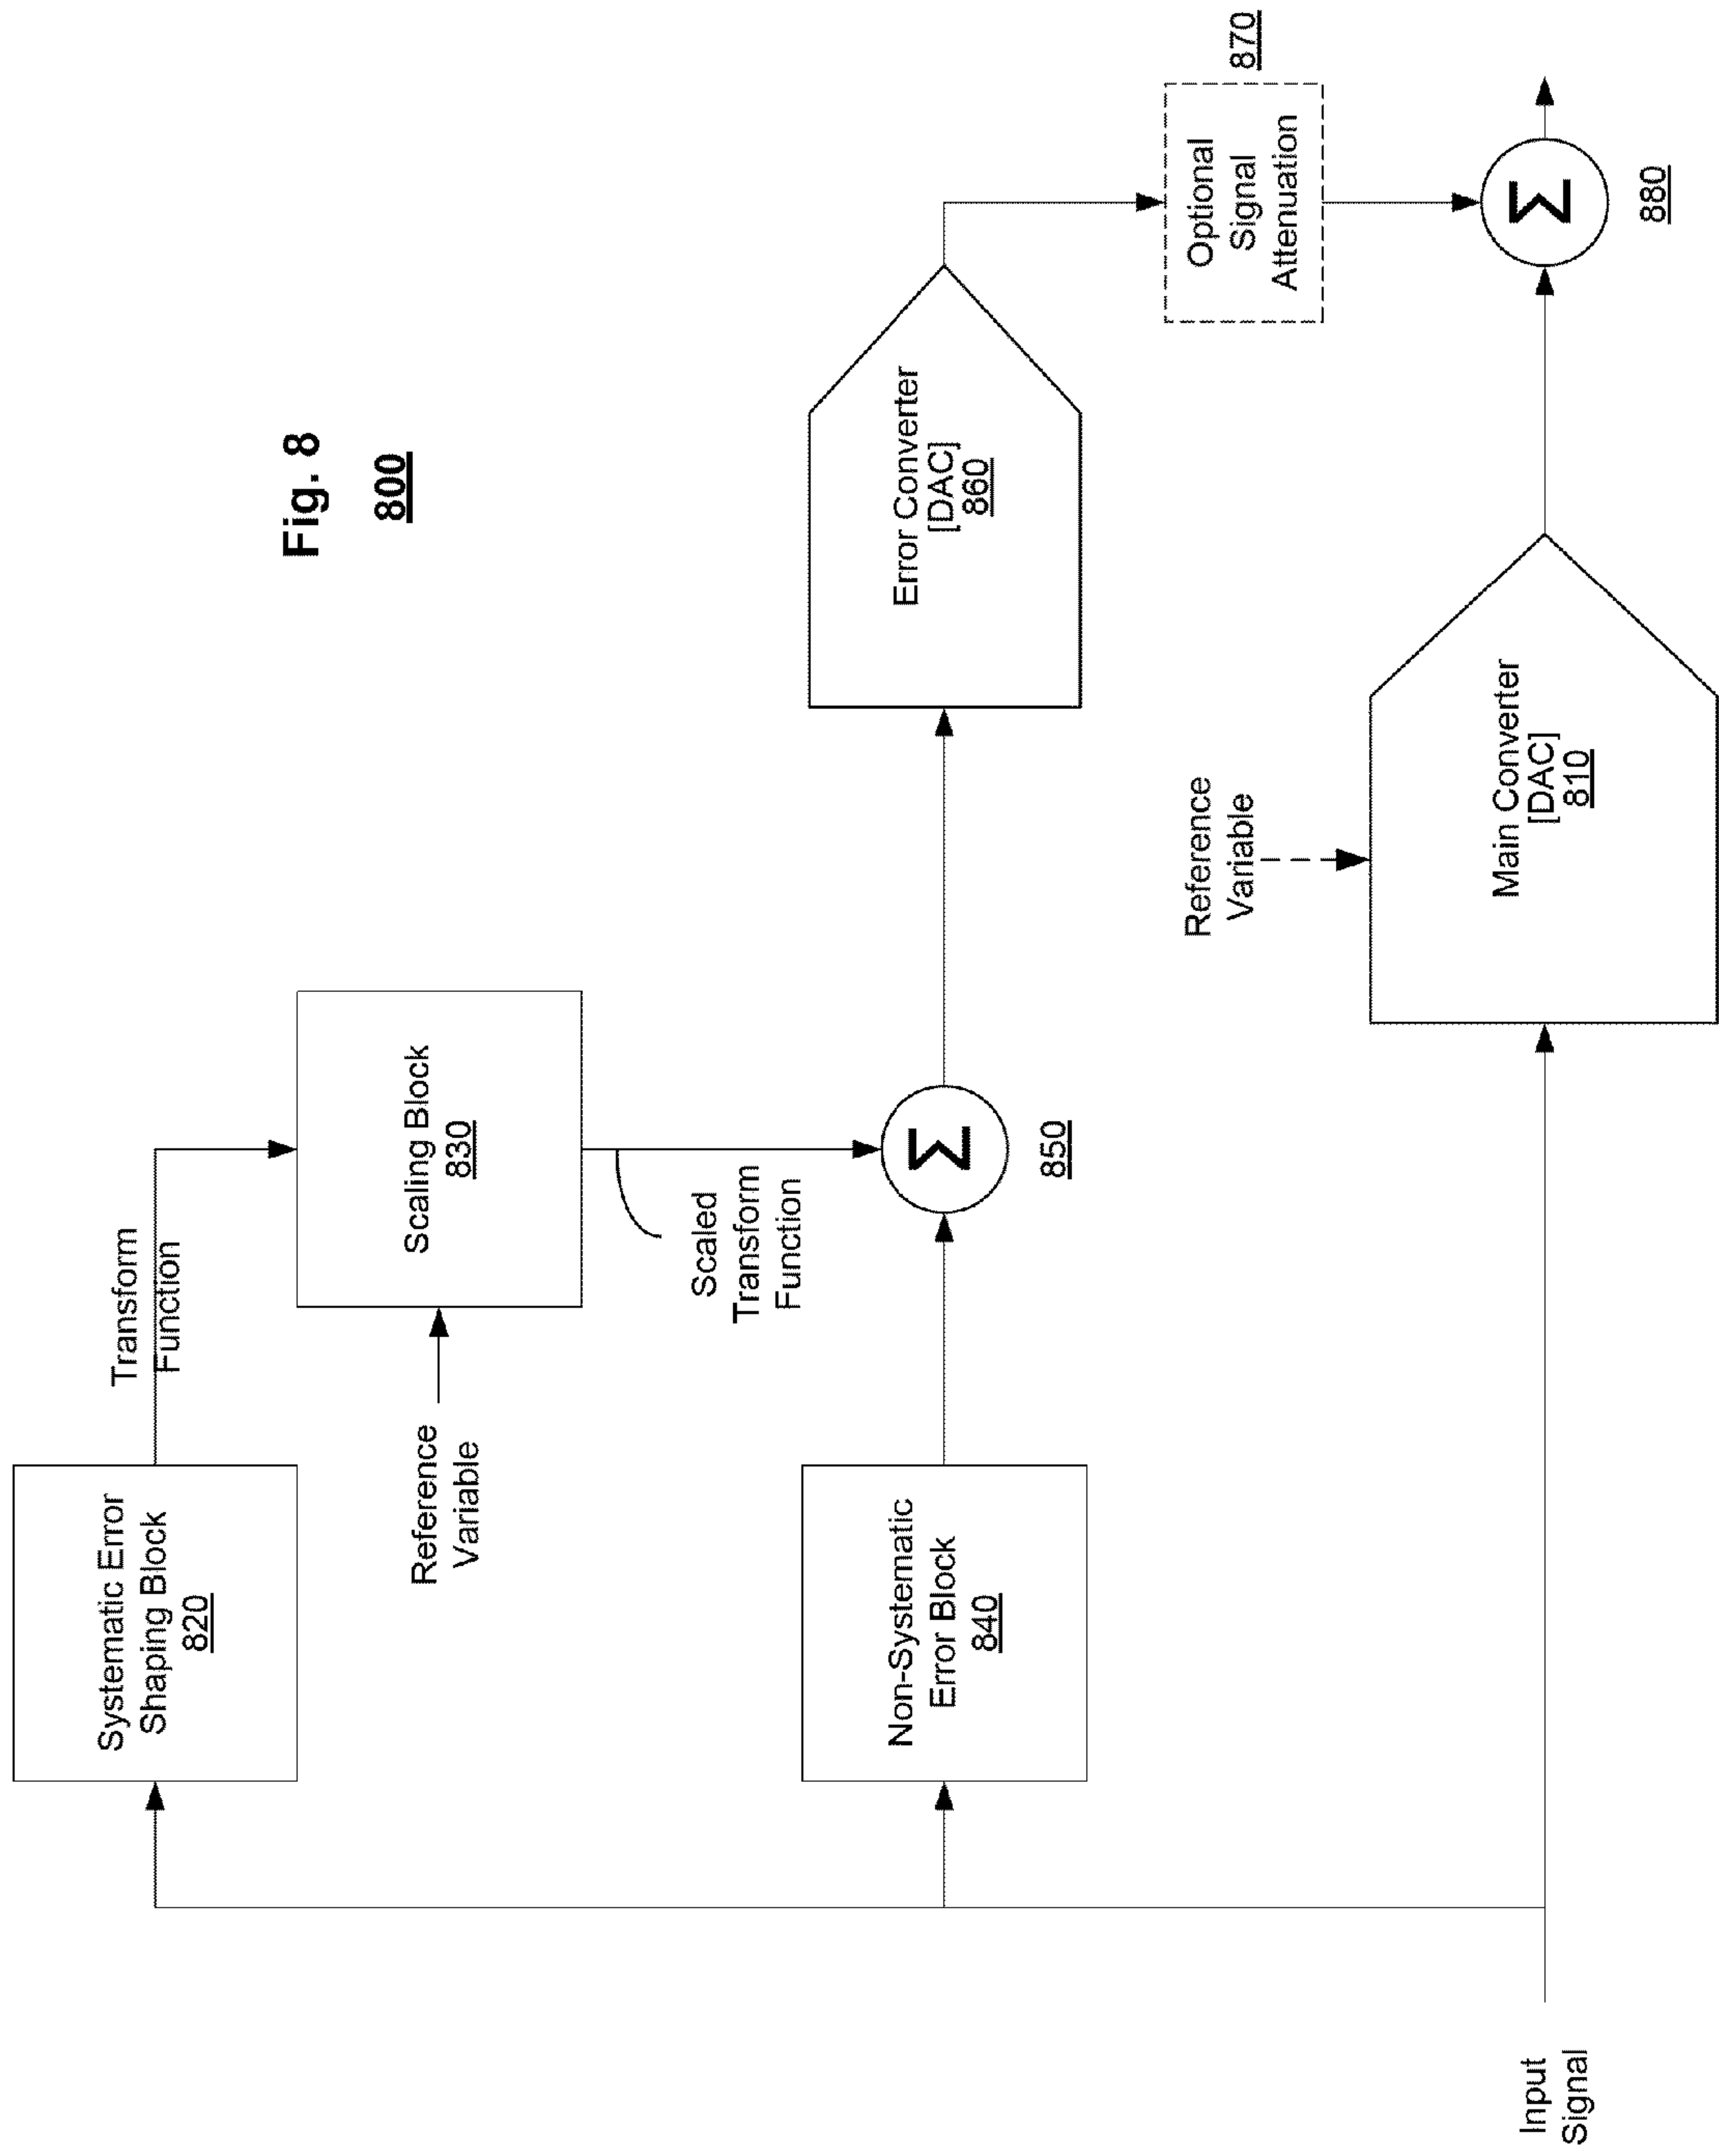 Fig. 8
800
Systematic Error
Shaping Block
820
Transform
Function
Reference
Variable
Scaling Block
830
Scaled
Transform
Function
Non-Systematic
Error Block
840
Σ
850
Error Converter
[DAC]
860
Optional
Signal
Attenuation
870
Reference
Variable
Input
Signal
Main Converter
[DAC]
810
Σ
880